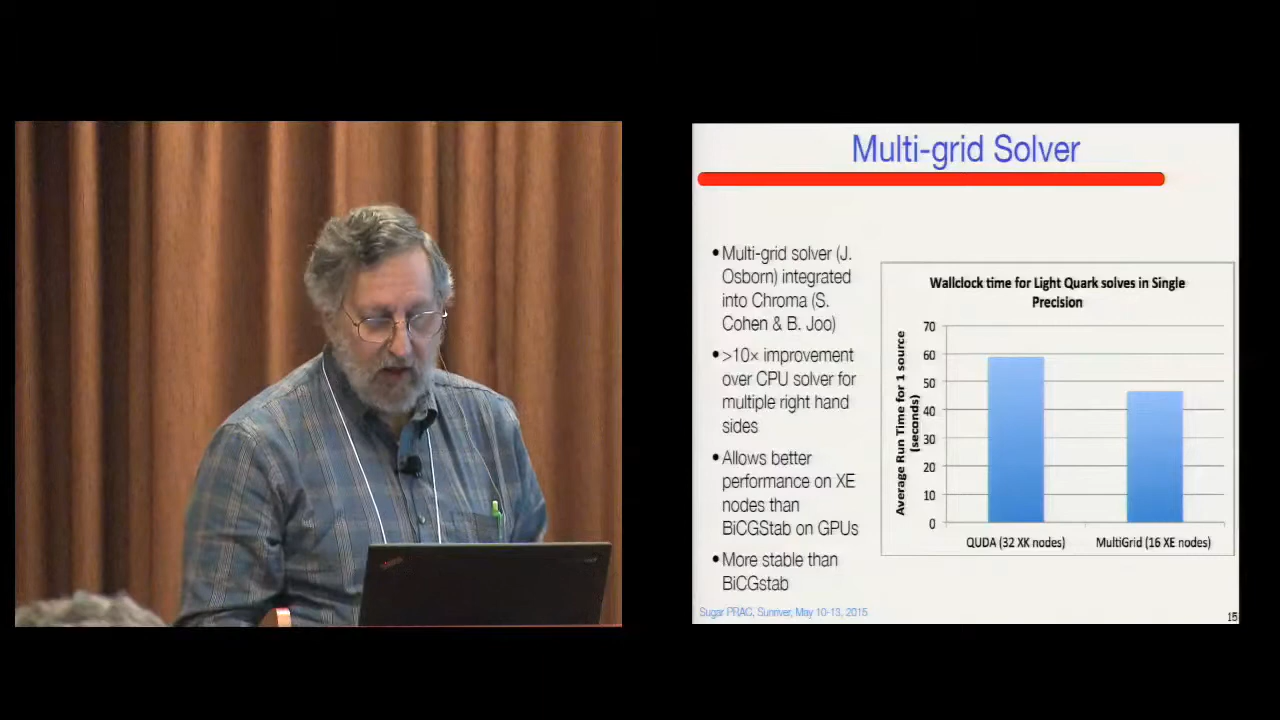 Multi-grid Solver
•Multi-grid solver (J.
Osborn) integrated
into Chroma (S.
Cohen & B. Joo)
•>10× improvement
over CPU solver for
multiple right hand
sides
•Allows better
performance on XE
nodes than
BiCGStab on GPUs
•More stable than
BiCGstab
Wallclock time for Light Quark solves in Single
Precision
Average Run Time for 1 source
(seconds)
70
60
50
40
30
20
10
0
QUDA (32 XK nodes)
MultiGrid (16 XE nodes)
Sugar PRAC, Sunriver, May 10-13, 2015
15